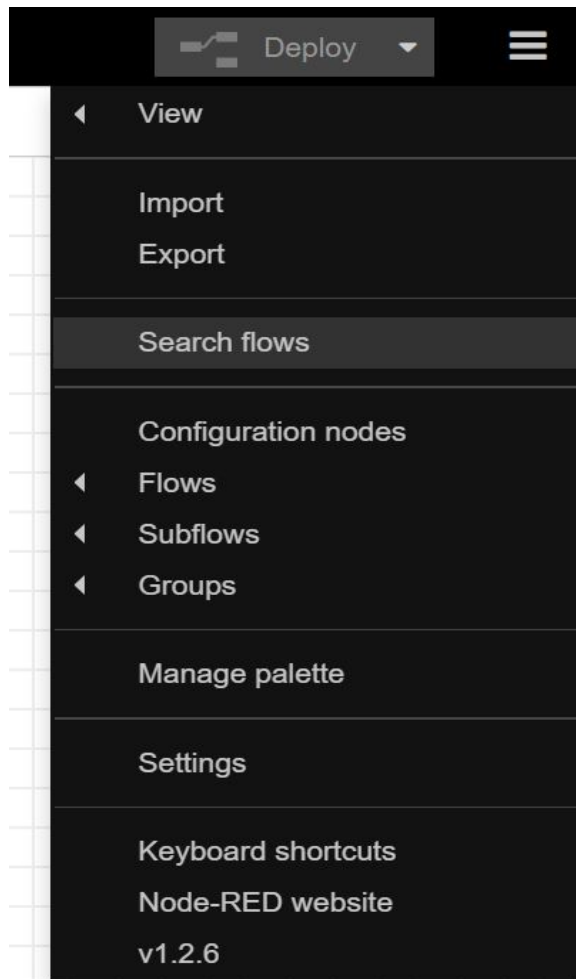 Deploy
View
Import
Export
Search flows
Configuration nodes
Flows
Subflows
Groups
Manage palette
Settings
Keyboard shortcuts
Node-RED website
v1.2.6